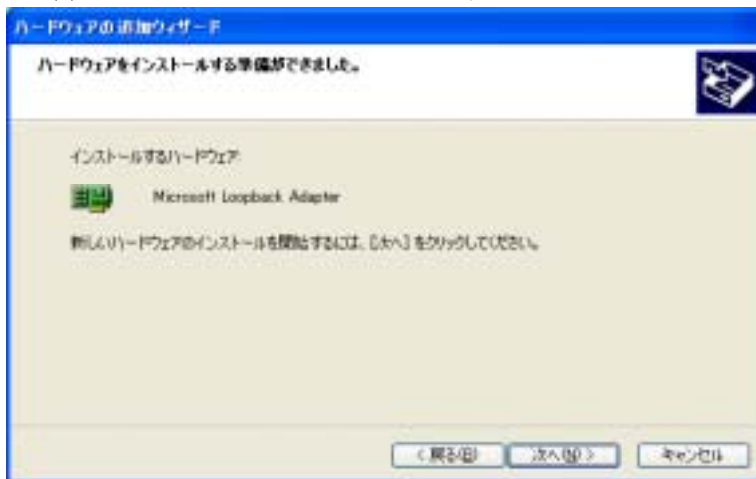 ハードウェアの追加ウィザード
ハードウェアをインストールする準備ができました。
インストールするハードウェア:
Microsoft Loopback Adapter
新しいハードウェアのインストールを開始するには、[次へ] をクリックしてください。
< 戻る(B) 次へ(N) > キャンセル